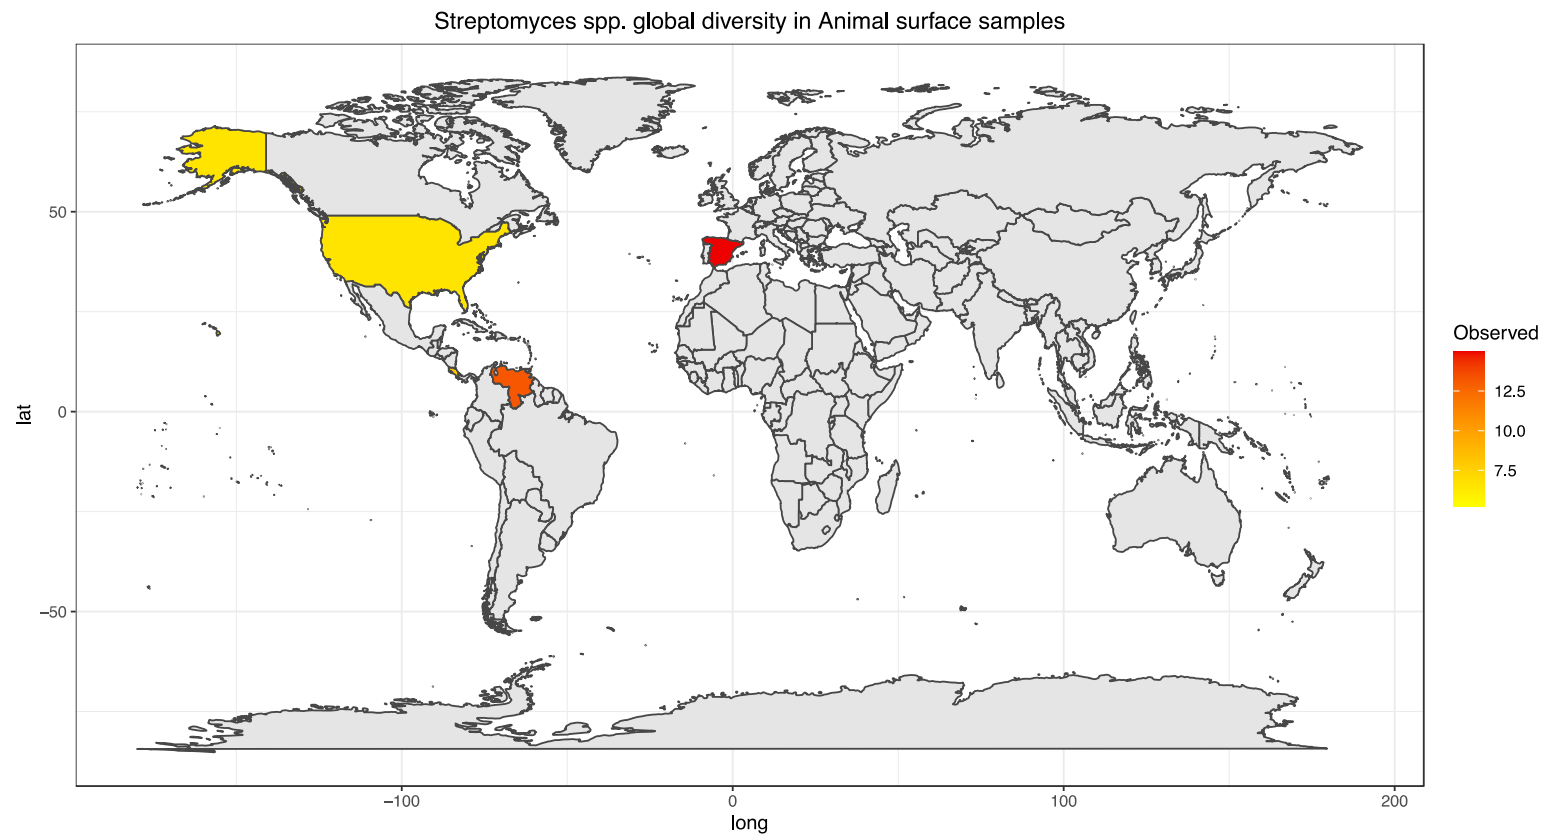 Streptomyces spp. global diversity in Animal surface samples
50
0
−50
lat
−100
0
100
200
long
Observed
12.5
10.0
7.5